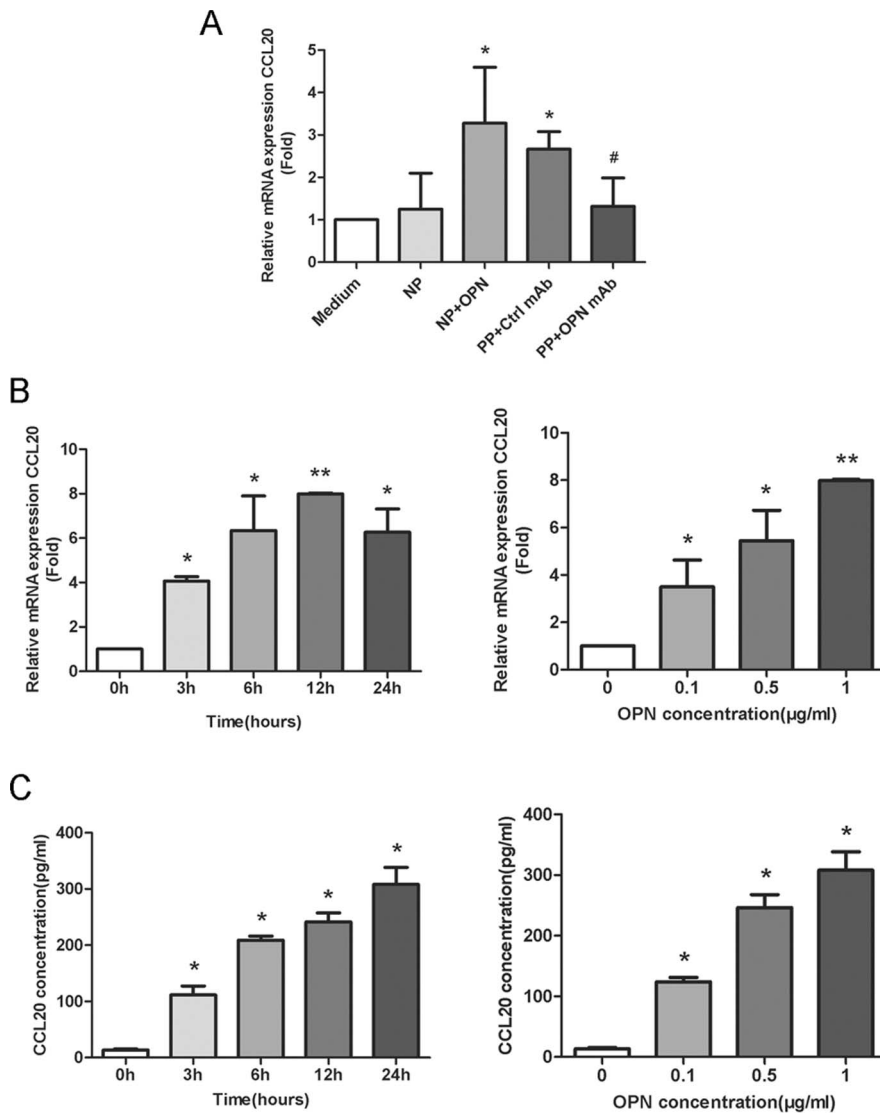 A
Relative mRNA expression CCL20
(Fold)
5
4
3
2
1
0
*
*
#
Medium
NP
NP+OPN
PP+Ctrl mAb
PP+OPN mAb
B
Relative mRNA expression CCL20
(Fold)
10
8
6
4
2
0
*
*
**
*
0h 3h 6h 12h 24h
Time(hours)
Relative mRNA expression CCL20
(Fold)
10
8
6
4
2
0
*
*
**
0 0.1 0.5 1
OPN concentration(μg/ml)
C
CCL20 concentration(pg/ml)
400
300
200
100
0
*
*
*
*
0h 3h 6h 12h 24h
Time(hours)
CCL20 concentration(pg/ml)
400
300
200
100
0
*
*
*
0 0.1 0.5 1
OPN concentration(μg/ml)